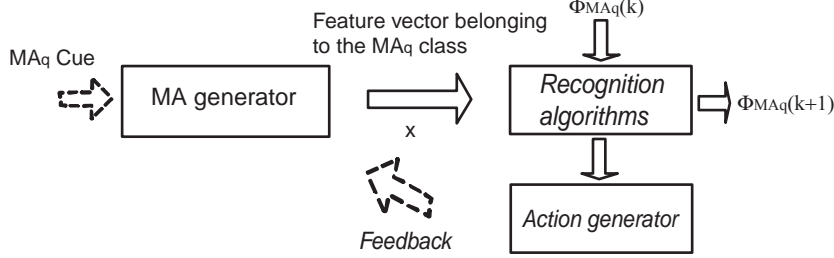 Feature vector belonging
to the MAq class
ΦMAq(k)
MAq Cue
MA generator
x
Recognition
algorithms
ΦMAq(k+1)
Feedback
Action generator